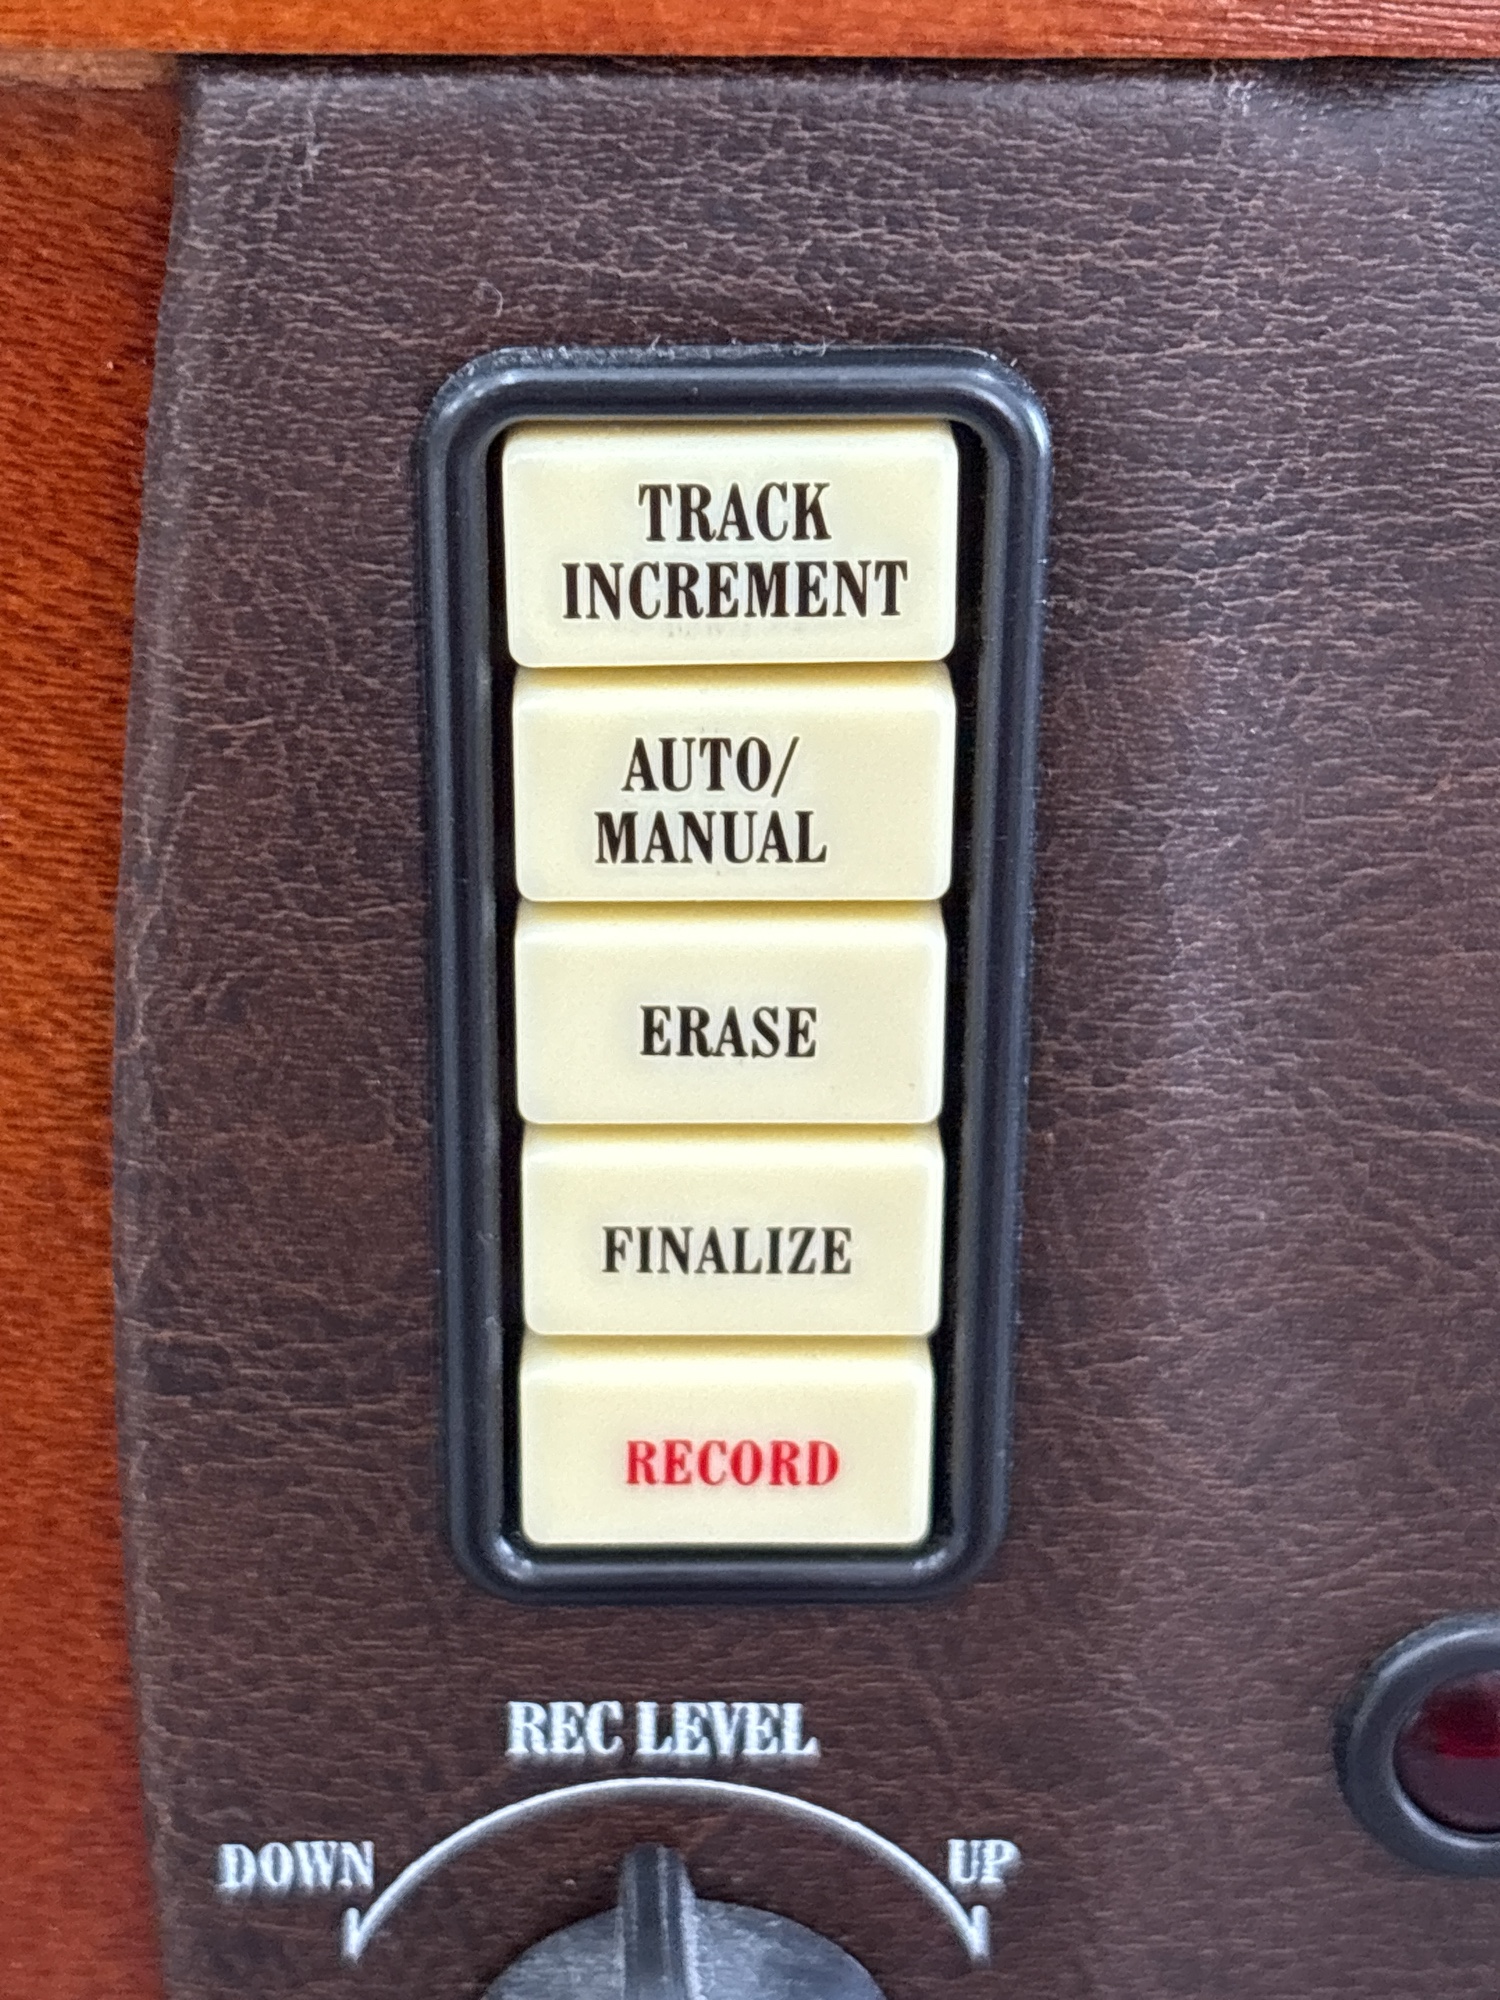 TRACK
INCREMENT
AUTO/
MANUAL
ERASE
FINALIZE
RECORD
REC LEVEL
DOWN
UP